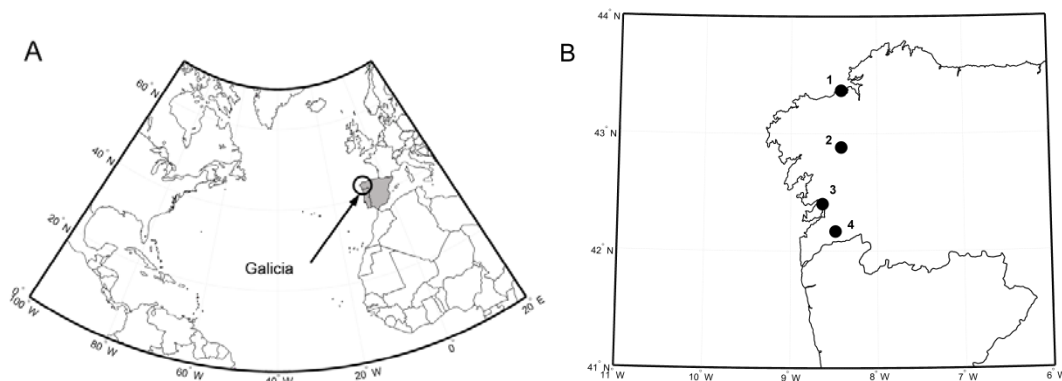 A
60° N
40° N
20° N
0°
100° W
80° W
60° W
40° W
20° W
0
20° E
Galicia
B
44° N
43° N
42° N
41° N
11° W
10° W
9° W
8° W
7° W
6° W
1
2
3
4